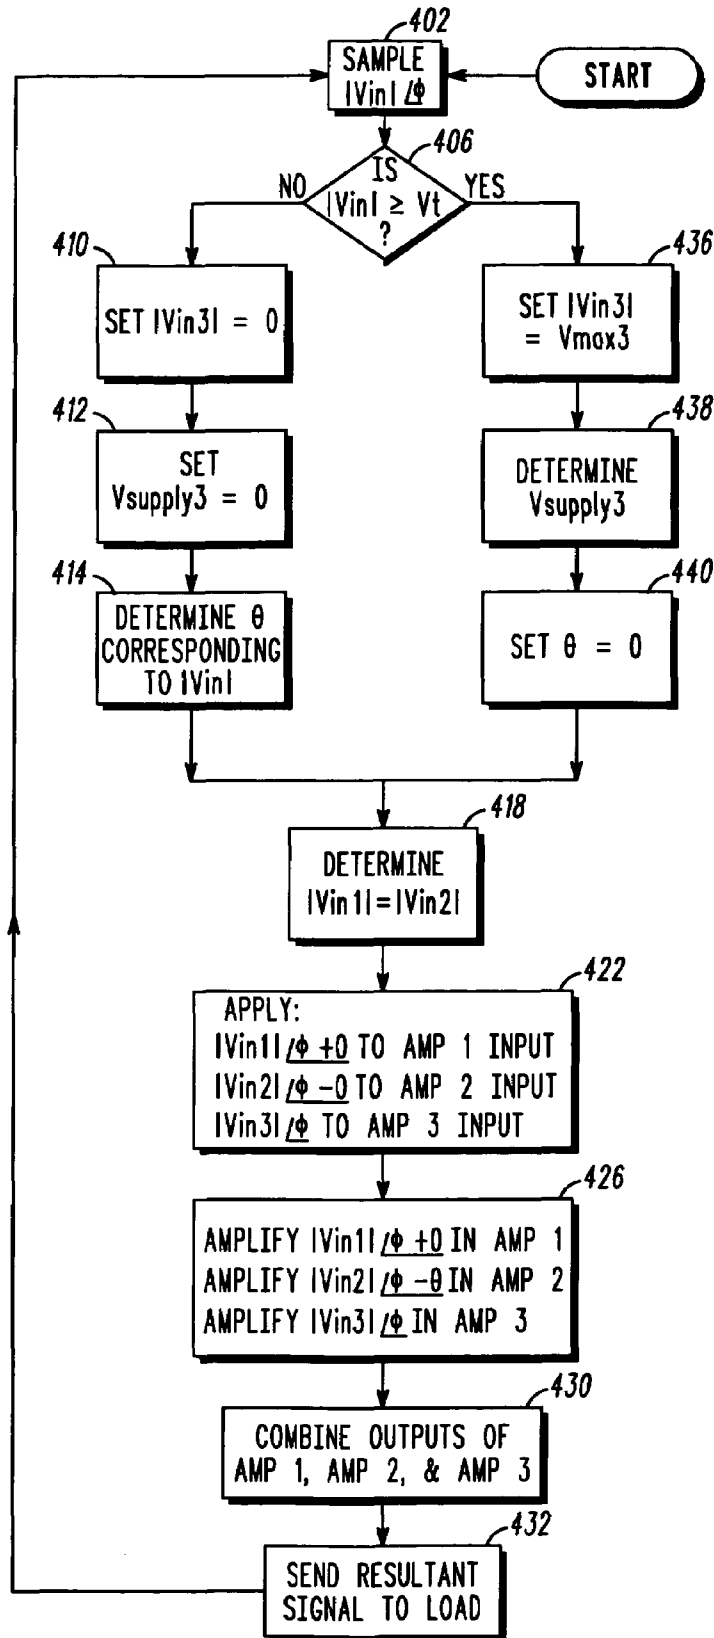 402
SAMPLE
|Vin| /ϕ
START
406
IS
|Vin| ≥ Vt
?
NO
YES
410
SET |Vin3| = 0
412
SET
Vsupply3 = 0
414
DETERMINE θ
CORRESPONDING
TO |Vin|
436
SET |Vin3|
= Vmax3
438
DETERMINE
Vsupply3
440
SET θ = 0
418
DETERMINE
|Vin1|=|Vin2|
422
APPLY:
|Vin1| /ϕ +0 TO AMP 1 INPUT
|Vin2| /ϕ -0 TO AMP 2 INPUT
|Vin3| /ϕ TO AMP 3 INPUT
426
AMPLIFY |Vin1| /ϕ +0 IN AMP 1
AMPLIFY |Vin2| /ϕ -θ IN AMP 2
AMPLIFY |Vin3| /ϕ IN AMP 3
430
COMBINE OUTPUTS OF
AMP 1, AMP 2, & AMP 3
432
SEND RESULTANT
SIGNAL TO LOAD